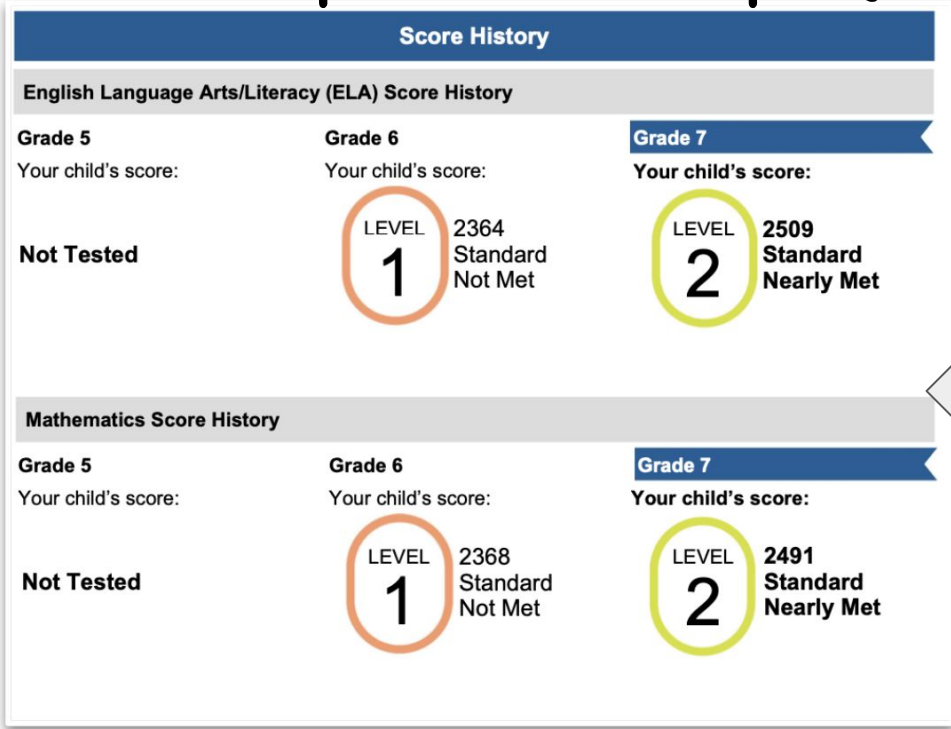 Score History
English Language Arts/Literacy (ELA) Score History
Grade 5
Your child's score:
Not Tested
Grade 6
Your child's score:
LEVEL
1
2364
Standard
Not Met
Grade 7
Your child's score:
LEVEL
2
2509
Standard
Nearly Met
Mathematics Score History
Grade 5
Your child's score:
Not Tested
Grade 6
Your child's score:
LEVEL
1
2368
Standard
Not Met
Grade 7
Your child's score:
LEVEL
2
2491
Standard
Nearly Met